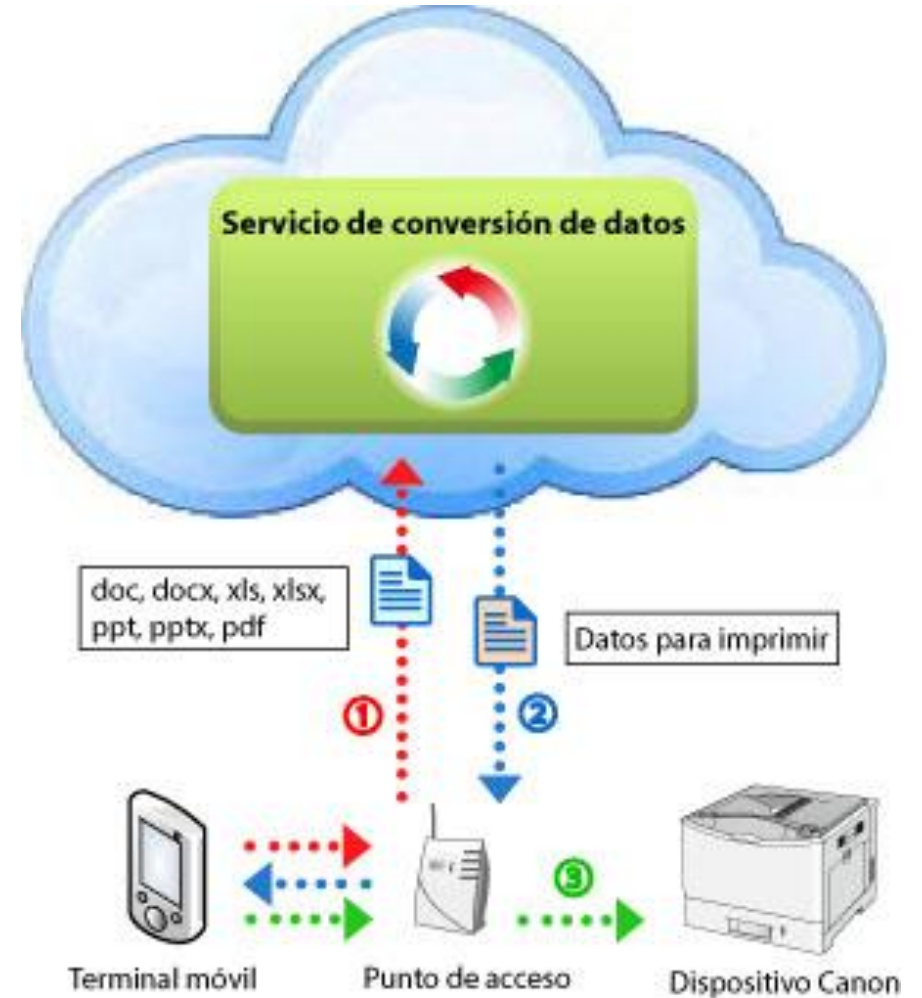 Servicio de conversión de datos
doc, docx, xls, xlsx,
ppt, pptx, pdf
Datos para imprimir
①
②
③
Terminal móvil
Punto de acceso
Dispositivo Canon